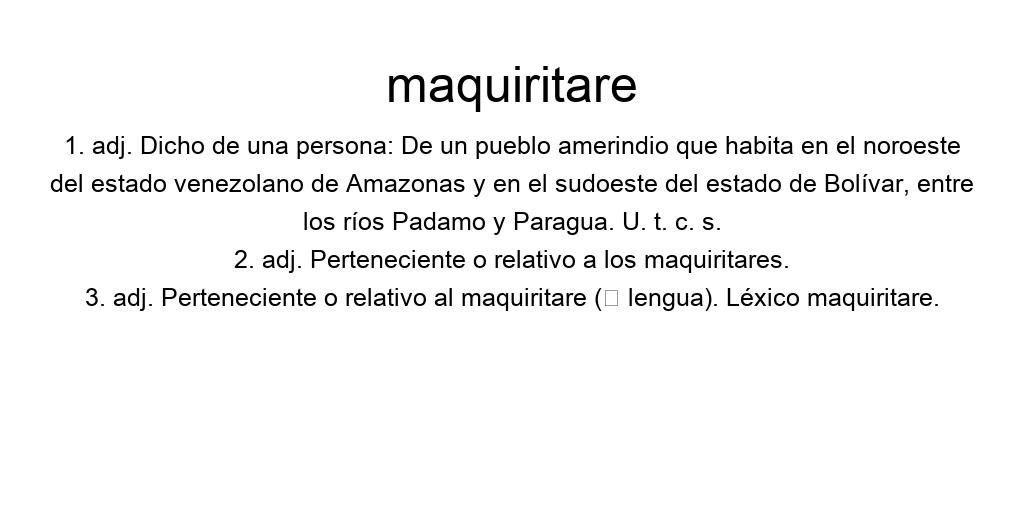 maquiritare
1. adj. Dicho de una persona: De un pueblo amerindio que habita en el noroeste
del estado venezolano de Amazonas y en el sudoeste del estado de Bolívar, entre
los ríos Padamo y Paragua. U. t. c. s.
2. adj. Perteneciente o relativo a los maquiritares.
3. adj. Perteneciente o relativo al maquiritare (□ lengua). Léxico maquiritare.